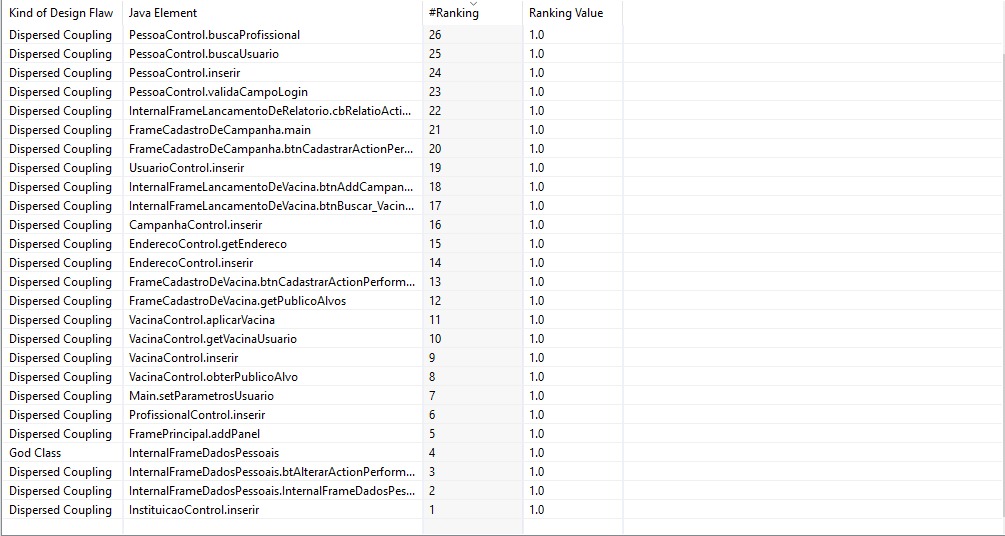 Kind of Design Flaw Java Element #Ranking Ranking Value
Dispersed Coupling PessoaControl.buscaProfissional 26 1.0
Dispersed Coupling PessoaControl.buscaUsuario 25 1.0
Dispersed Coupling PessoaControl.inserir 24 1.0
Dispersed Coupling PessoaControl.validaCampoLogin 23 1.0
Dispersed Coupling InternalFrameLancamentoDeRelatorio.cbRelatioActi... 22 1.0
Dispersed Coupling FrameCadastroDeCampanha.main 21 1.0
Dispersed Coupling FrameCadastroDeCampanha.btnCadastrarActionPer... 20 1.0
Dispersed Coupling UsuarioControl.inserir 19 1.0
Dispersed Coupling InternalFrameLancamentoDeVacina.btnAddCampan... 18 1.0
Dispersed Coupling InternalFrameLancamentoDeVacina.btnBuscar_Vacin... 17 1.0
Dispersed Coupling CampanhaControl.inserir 16 1.0
Dispersed Coupling EnderecoControl.getEndereco 15 1.0
Dispersed Coupling EnderecoControl.inserir 14 1.0
Dispersed Coupling FrameCadastroDeVacina.btnCadastrarActionPerform... 13 1.0
Dispersed Coupling FrameCadastroDeVacina.getPublicoAlvos 12 1.0
Dispersed Coupling VacinaControl.aplicarVacina 11 1.0
Dispersed Coupling VacinaControl.getVacinaUsuario 10 1.0
Dispersed Coupling VacinaControl.inserir 9 1.0
Dispersed Coupling VacinaControl.obterPublicoAlvo 8 1.0
Dispersed Coupling Main.setParametrosUsuario 7 1.0
Dispersed Coupling ProfissionalControl.inserir 6 1.0
Dispersed Coupling FramePrincipal.addPanel 5 1.0
God Class InternalFrameDadosPessoais 4 1.0
Dispersed Coupling InternalFrameDadosPessoais.btAlterarActionPerform... 3 1.0
Dispersed Coupling InternalFrameDadosPessoais.InternalFrameDadosPes... 2 1.0
Dispersed Coupling InstituicaoControl.inserir 1 1.0